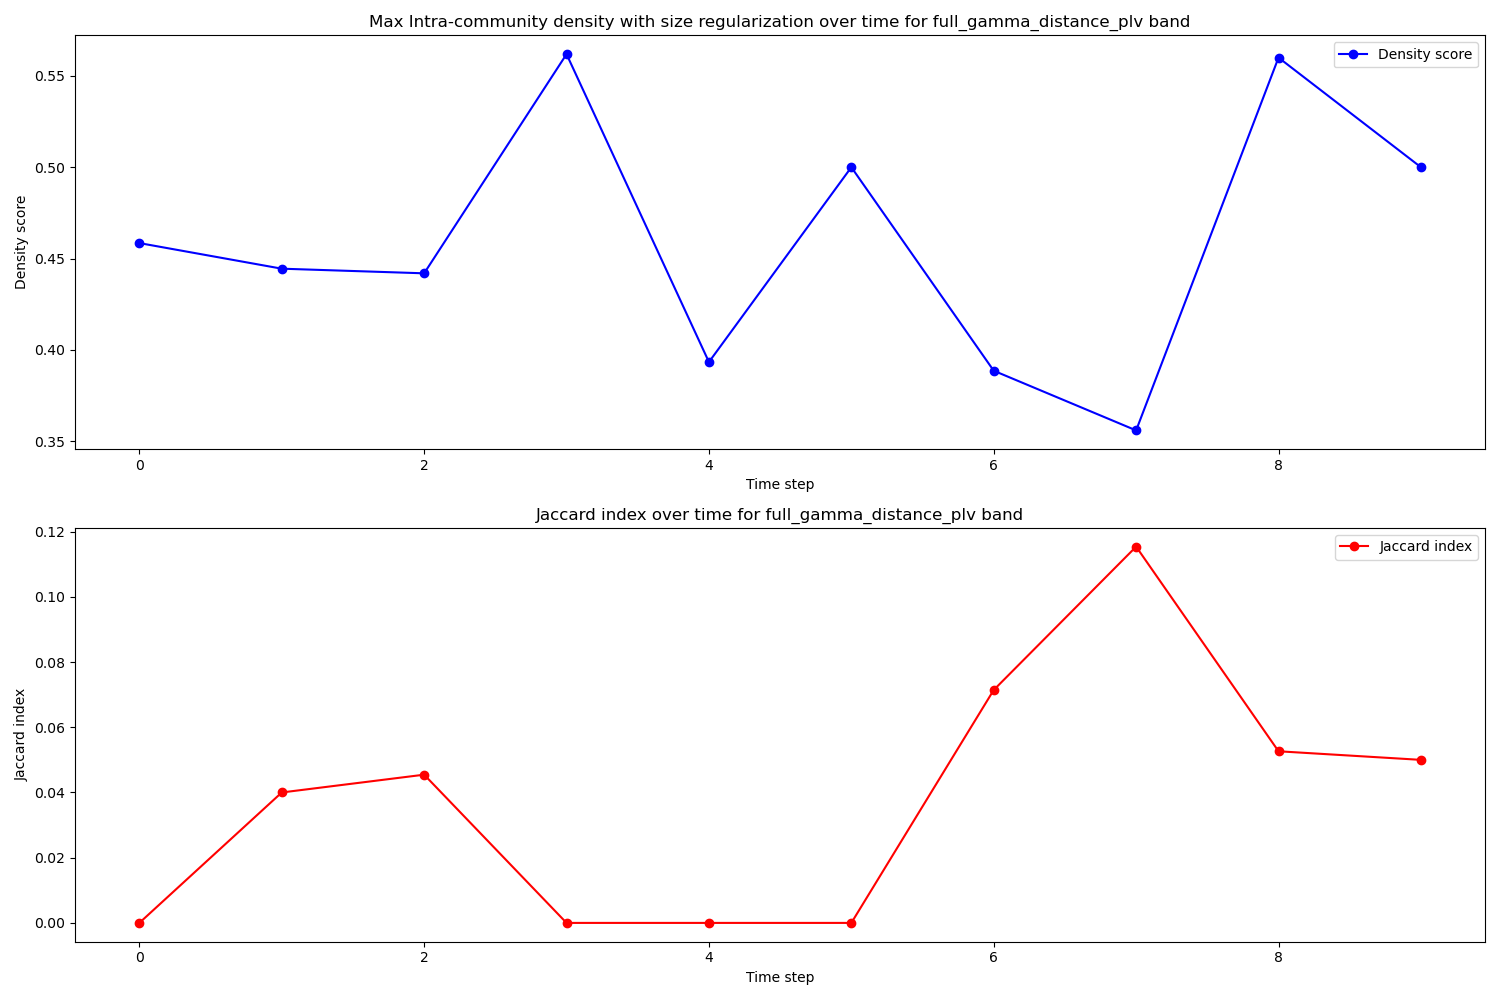 Max Intra-community density with size regularization over time for full_gamma_distance_plv band
Density score
0.55
0.50
0.45
0.40
0.35
Density score
0
2
4
6
8
Time step
Jaccard index over time for full_gamma_distance_plv band
Jaccard index
0.12
0.10
0.08
0.06
0.04
0.02
0.00
Jaccard index
0
2
4
6
8
Time step